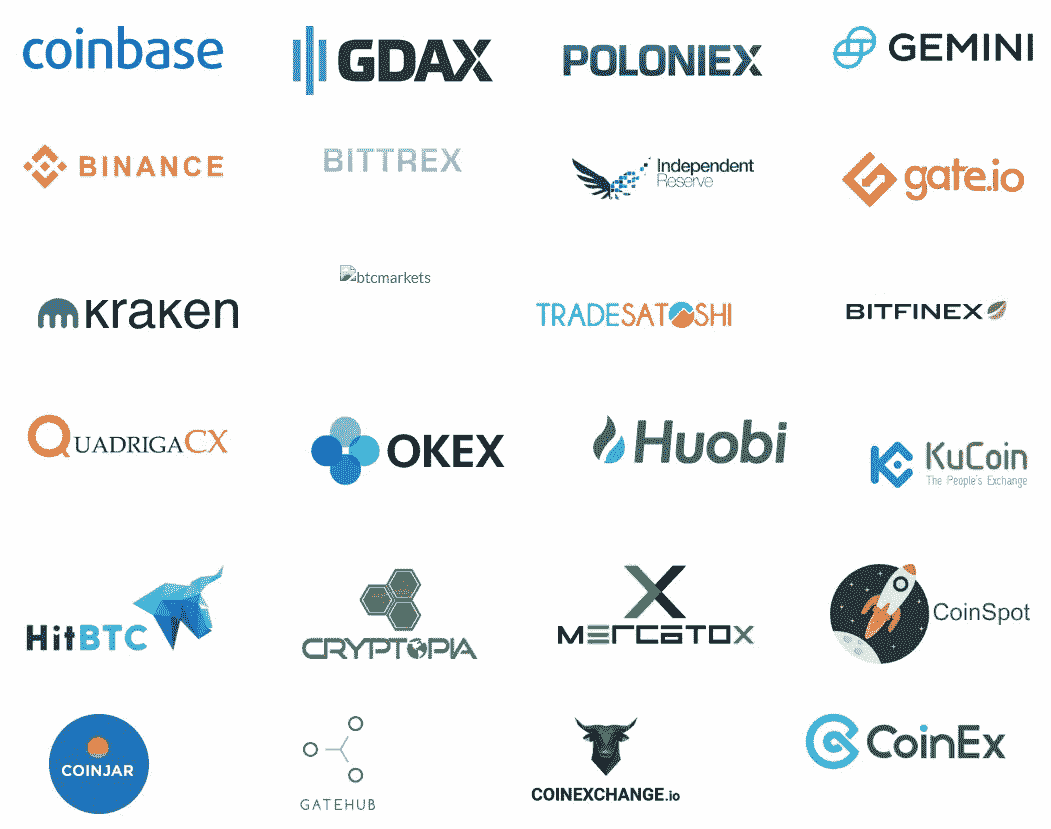 coinbase
GDAX
POLONIEX
GEMINI
BINANCE
BITTREX
Independent
Reserve
gate.io
kraken
btcmarkets
TRADESATOSHI
BITFINEX
QUADRIGACX
OKEX
Huobi
KuCoin
The People's Exchange
HitBTC
CRYPTOPIA
MERCATOX
CoinSpot
COINJAR
GATEHUB
COINEXCHANGE.io
CoinEx